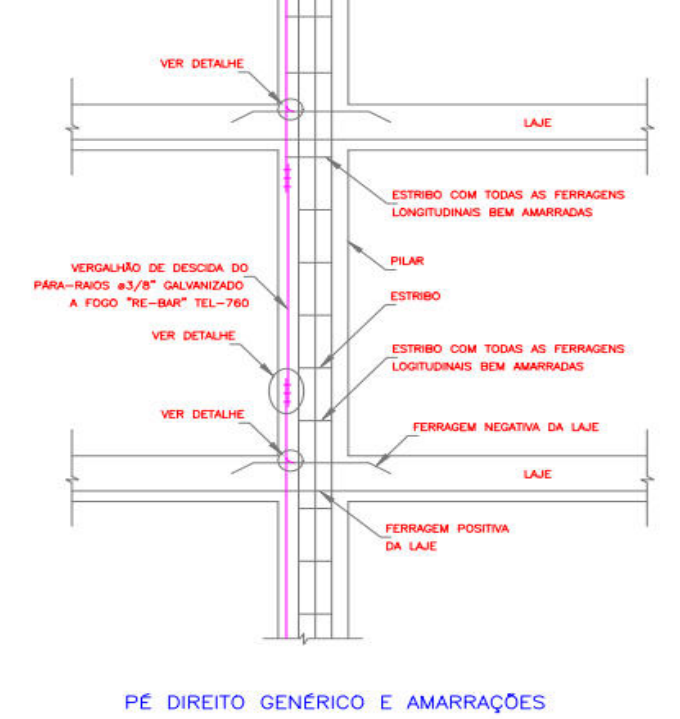 VER DETALHE
LAJE
ESTRIBO COM TODAS AS FERRAGENS
LONGITUDINAIS BEM AMARRADAS
PILAR
VERGALHÃO DE DESCIDA DO
PÁRA-RAIOS ø3/8" GALVANIZADO
A FOGO "RE-BAR" TEL-760
ESTRIBO
VER DETALHE
ESTRIBO COM TODAS AS FERRAGENS
LOGITUDINAIS BEM AMARRADAS
VER DETALHE
FERRAGEM NEGATIVA DA LAJE
LAJE
FERRAGEM POSITIVA
DA LAJE
PÉ DIREITO GENÉRICO E AMARRAÇÕES